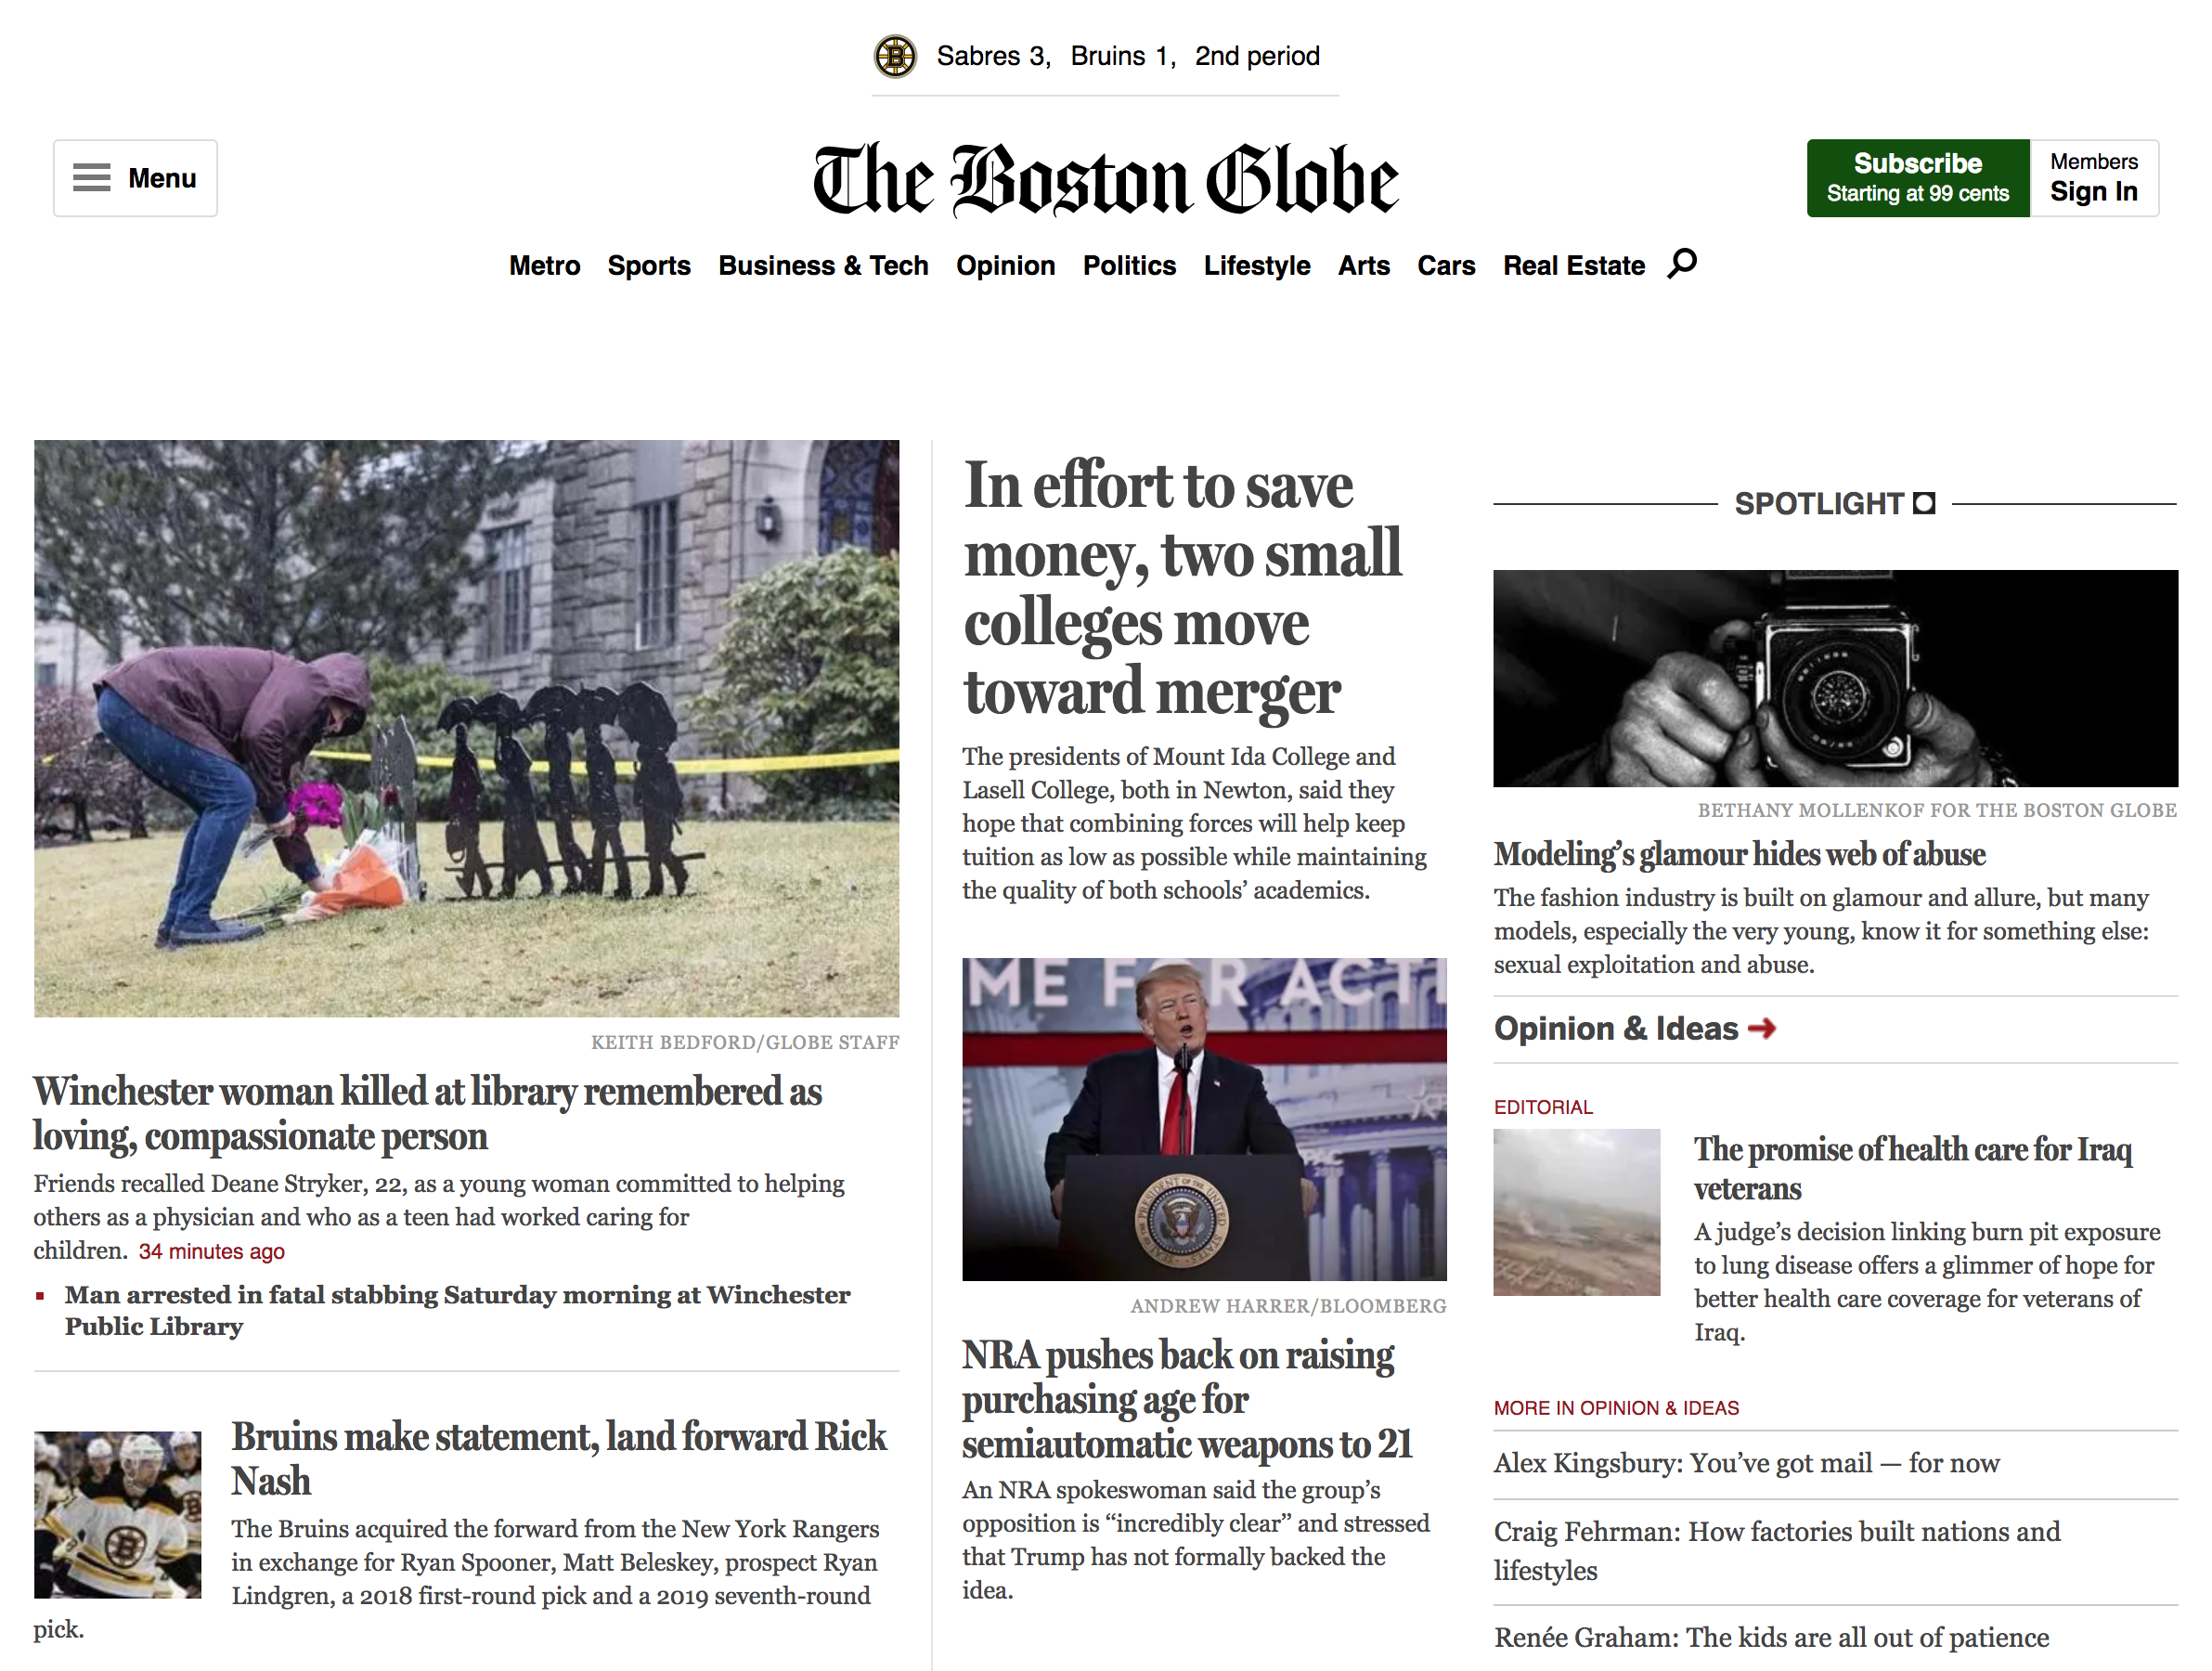 Sabres 3, Bruins 1, 2nd period
Menu
The Boston Globe
Subscribe
Starting at 99 cents
Members
Sign In
Metro Sports Business & Tech Opinion Politics Lifestyle Arts Cars Real Estate
KEITH BEDFORD/GLOBE STAFF
Winchester woman killed at library remembered as
loving, compassionate person
Friends recalled Deane Stryker, 22, as a young woman committed to helping
others as a physician and who as a teen had worked caring for
children. 34 minutes ago
Man arrested in fatal stabbing Saturday morning at Winchester
Public Library
Bruins make statement, land forward Rick
Nash
The Bruins acquired the forward from the New York Rangers
in exchange for Ryan Spooner, Matt Beleskey, prospect Ryan
Lindgren, a 2018 first-round pick and a 2019 seventh-round
pick.
In effort to save
money, two small
colleges move
toward merger
The presidents of Mount Ida College and
Lasell College, both in Newton, said they
hope that combining forces will help keep
tuition as low as possible while maintaining
the quality of both schools’ academics.
ME FOR ACTI
SEAL OF THE PRESIDENT OF THE UNITED STATES
ANDREW HARRER/BLOOMBERG
NRA pushes back on raising
purchasing age for
semiautomatic weapons to 21
An NRA spokeswoman said the group’s
opposition is “incredibly clear” and stressed
that Trump has not formally backed the
idea.
SPOTLIGHT
BETHANY MOLLENKOF FOR THE BOSTON GLOBE
Modeling’s glamour hides web of abuse
The fashion industry is built on glamour and allure, but many
models, especially the very young, know it for something else:
sexual exploitation and abuse.
Opinion & Ideas
EDITORIAL
The promise of health care for Iraq
veterans
A judge’s decision linking burn pit exposure
to lung disease offers a glimmer of hope for
better health care coverage for veterans of
Iraq.
MORE IN OPINION & IDEAS
Alex Kingsbury: You’ve got mail — for now
Craig Fehrman: How factories built nations and
lifestyles
Renée Graham: The kids are all out of patience